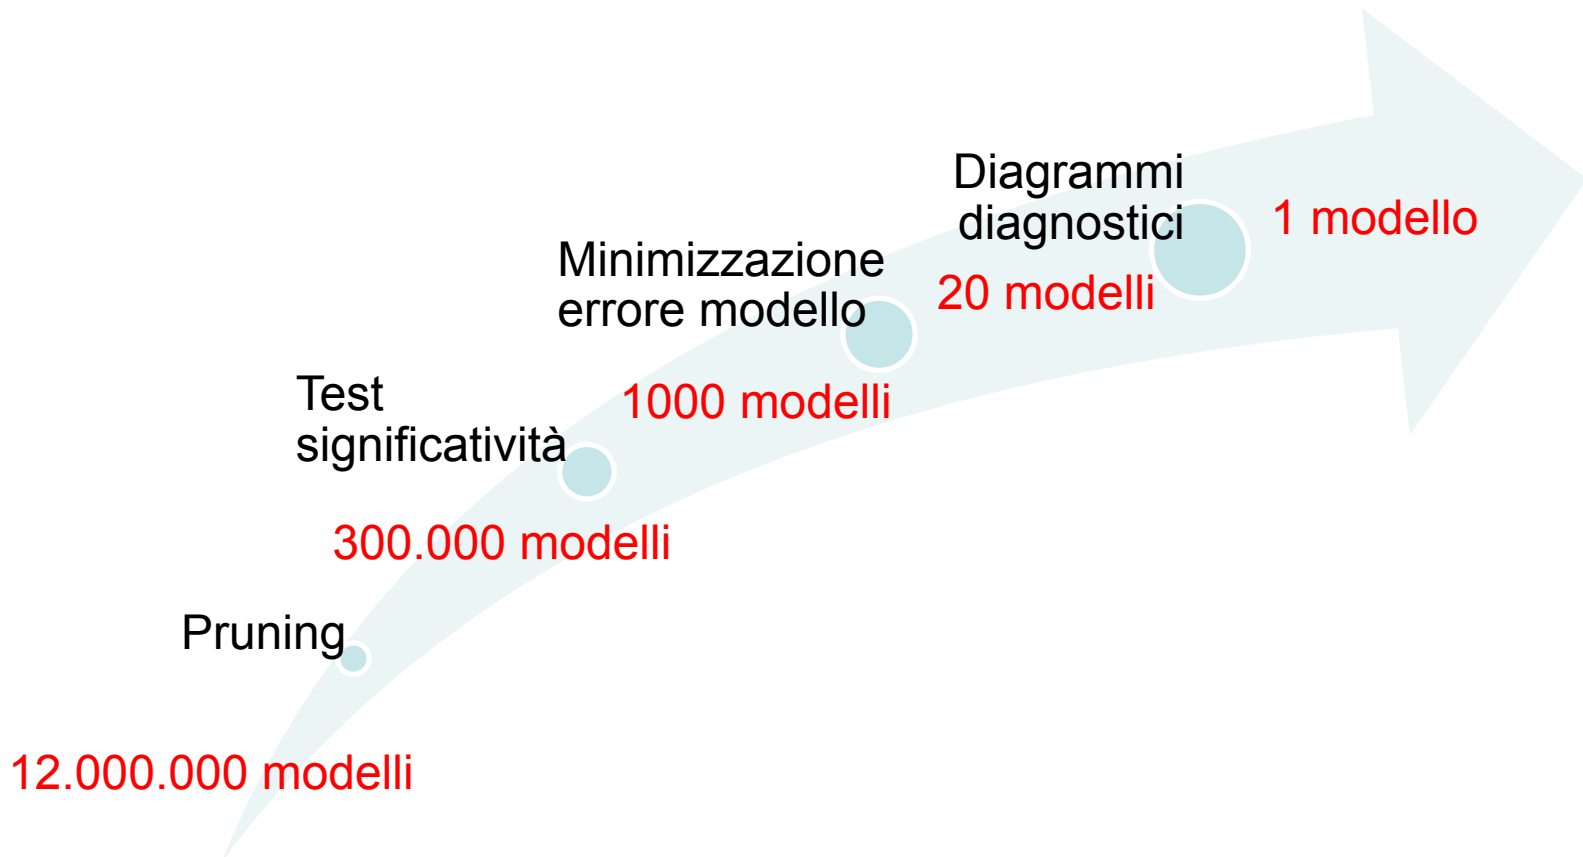 12.000.000 modelli
Pruning
300.000 modelli
Test
significatività
1000 modelli
Minimizzazione
errore modello
20 modelli
Diagrammi
diagnostici
1 modello